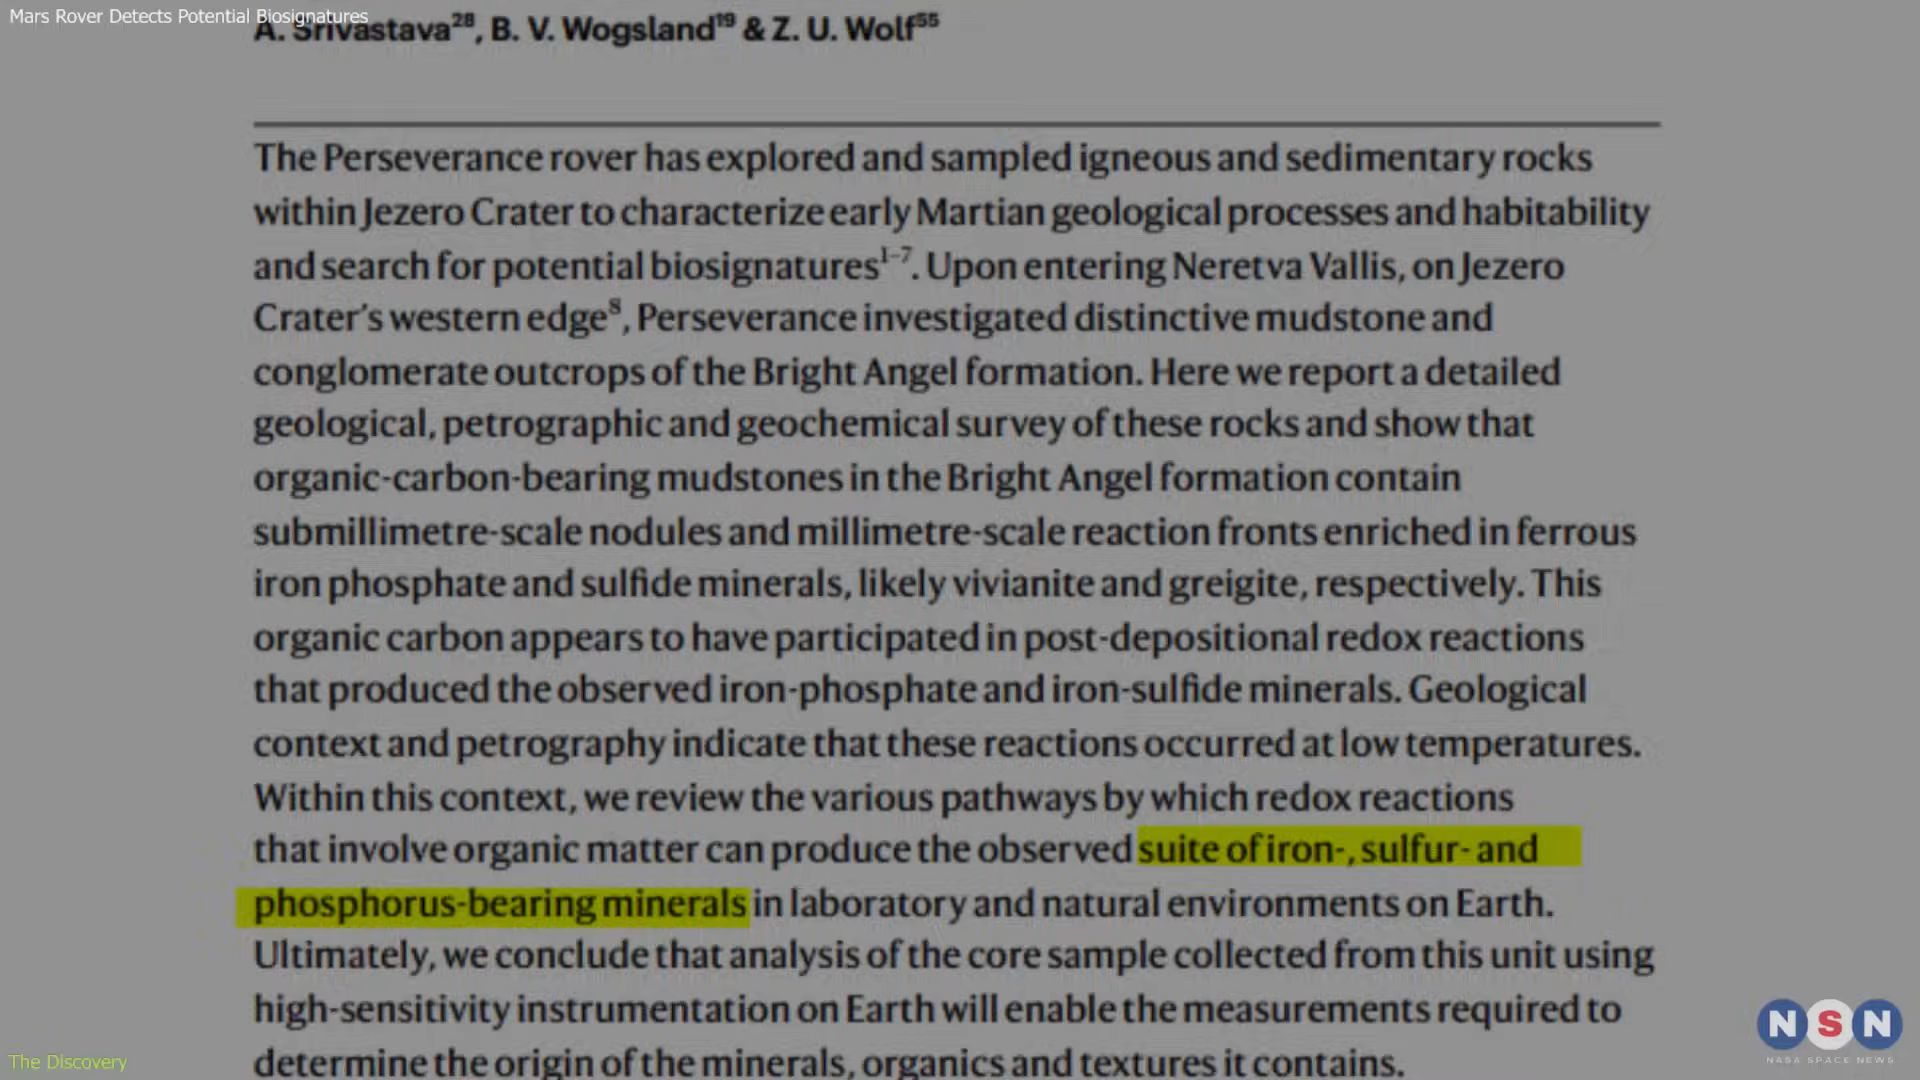 Mars Rover Detects Potential Biosignatures
A. Srivastava²⁸, B. V. Wogsland¹⁹ & Z. U. Wolf⁵⁵
The Perseverance rover has explored and sampled igneous and sedimentary rocks
within Jezero Crater to characterize early Martian geological processes and habitability
and search for potential biosignatures¹⁻⁷. Upon entering Neretva Vallis, on Jezero
Crater’s western edge⁸, Perseverance investigated distinctive mudstone and
conglomerate outcrops of the Bright Angel formation. Here we report a detailed
geological, petrographic and geochemical survey of these rocks and show that
organic-carbon-bearing mudstones in the Bright Angel formation contain
submillimetre-scale nodules and millimetre-scale reaction fronts enriched in ferrous
iron phosphate and sulfide minerals, likely vivianite and greigite, respectively. This
organic carbon appears to have participated in post-depositional redox reactions
that produced the observed iron-phosphate and iron-sulfide minerals. Geological
context and petrography indicate that these reactions occurred at low temperatures.
Within this context, we review the various pathways by which redox reactions
that involve organic matter can produce the observed suite of iron-, sulfur- and
phosphorus-bearing minerals in laboratory and natural environments on Earth.
Ultimately, we conclude that analysis of the core sample collected from this unit using
high-sensitivity instrumentation on Earth will enable the measurements required to
determine the origin of the minerals, organics and textures it contains.
The Discovery
NSN
NASA SPACE NEWS